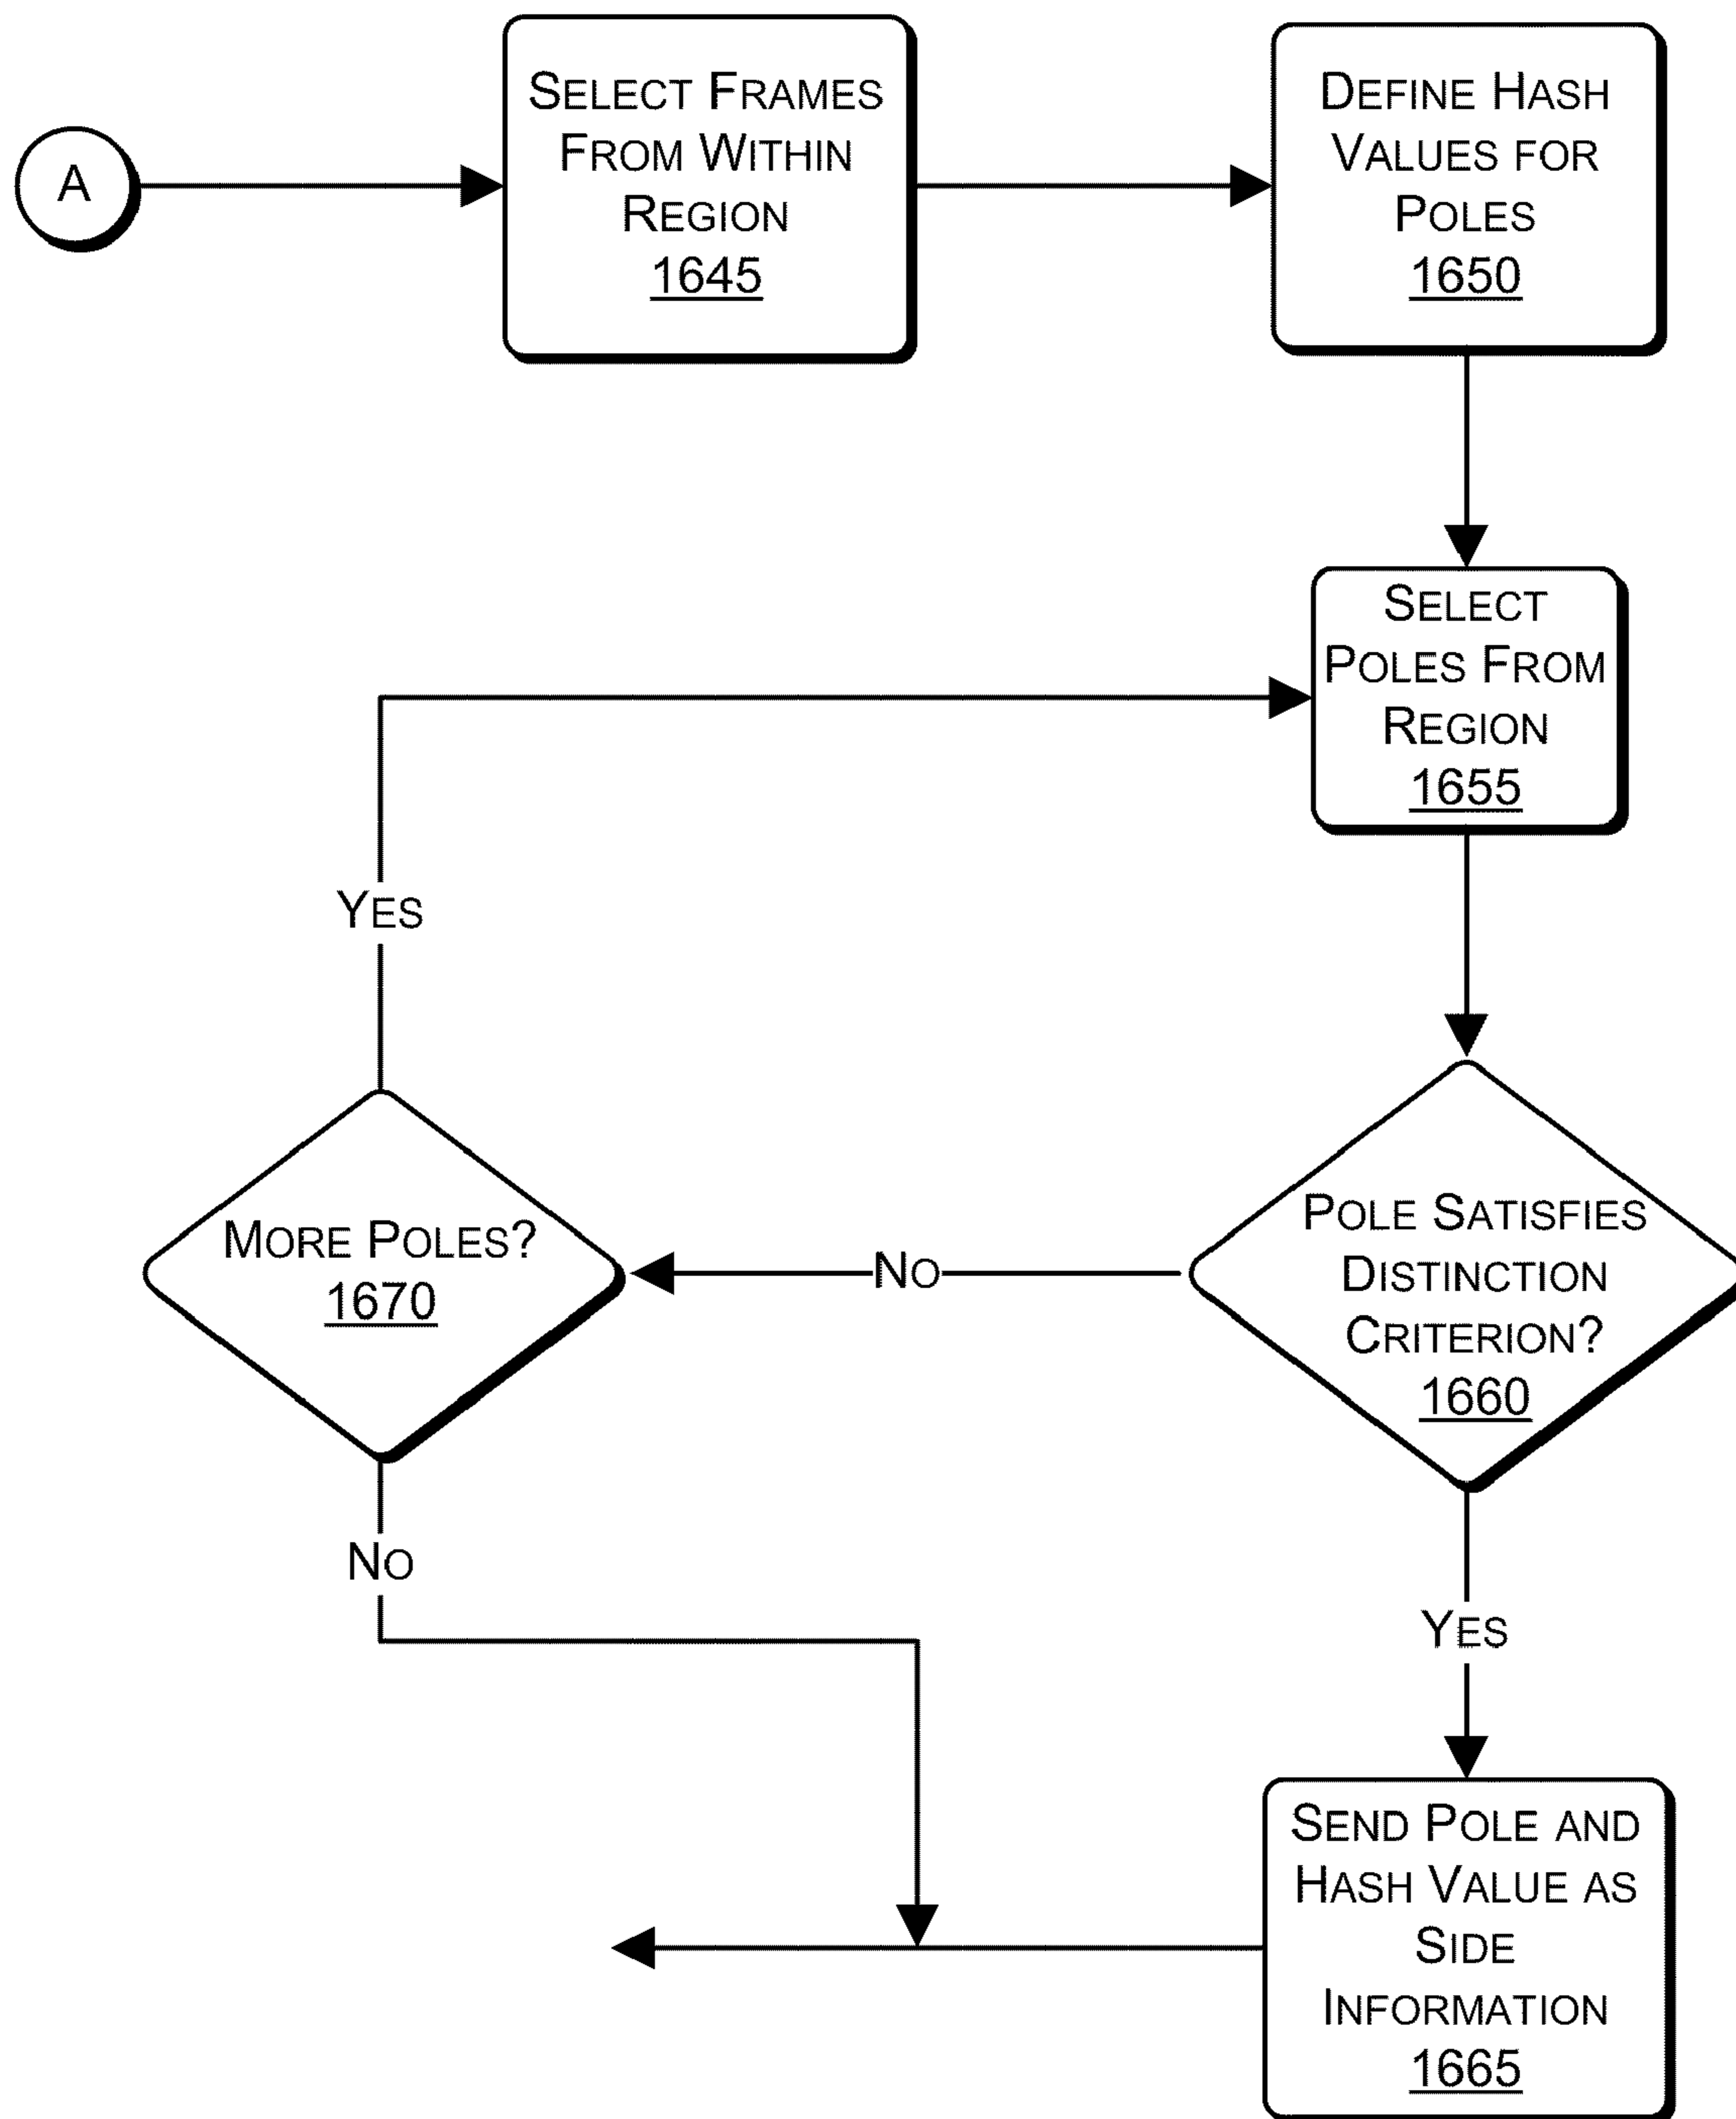 A
SELECT FRAMES
FROM WITHIN
REGION
1645
DEFINE HASH
VALUES FOR
POLES
1650
SELECT
POLES FROM
REGION
1655
YES
MORE POLES?
1670
NO
POLE SATISFIES
DISTINCTION
CRITERION?
1660
NO
YES
SEND POLE AND
HASH VALUE AS
SIDE
INFORMATION
1665